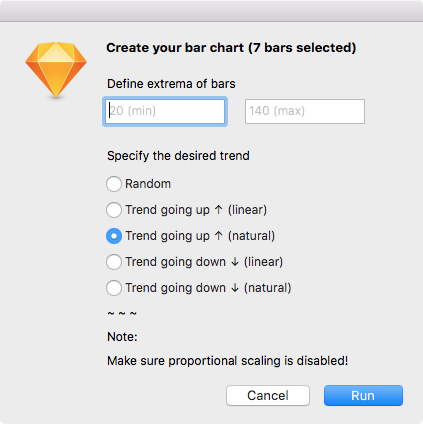 Create your bar chart (7 bars selected)
Define extrema of bars
20 (min) 140 (max)
Specify the desired trend
Random
Trend going up ↑ (linear)
Trend going up ↑ (natural)
Trend going down ↓ (linear)
Trend going down ↓ (natural)
~ ~ ~
Note:
Make sure proportional scaling is disabled!
Cancel Run